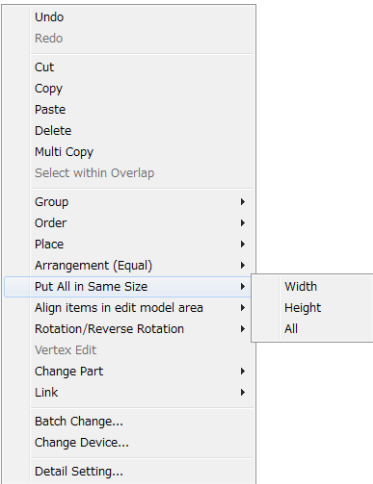 Undo
Redo
Cut
Copy
Paste
Delete
Multi Copy
Select within Overlap
Group
Order
Place
Arrangement (Equal)
Put All in Same Size
Width
Align items in edit model area
Height
Rotation/Reverse Rotation
All
Vertex Edit
Change Part
Link
Batch Change...
Change Device...
Detail Setting...